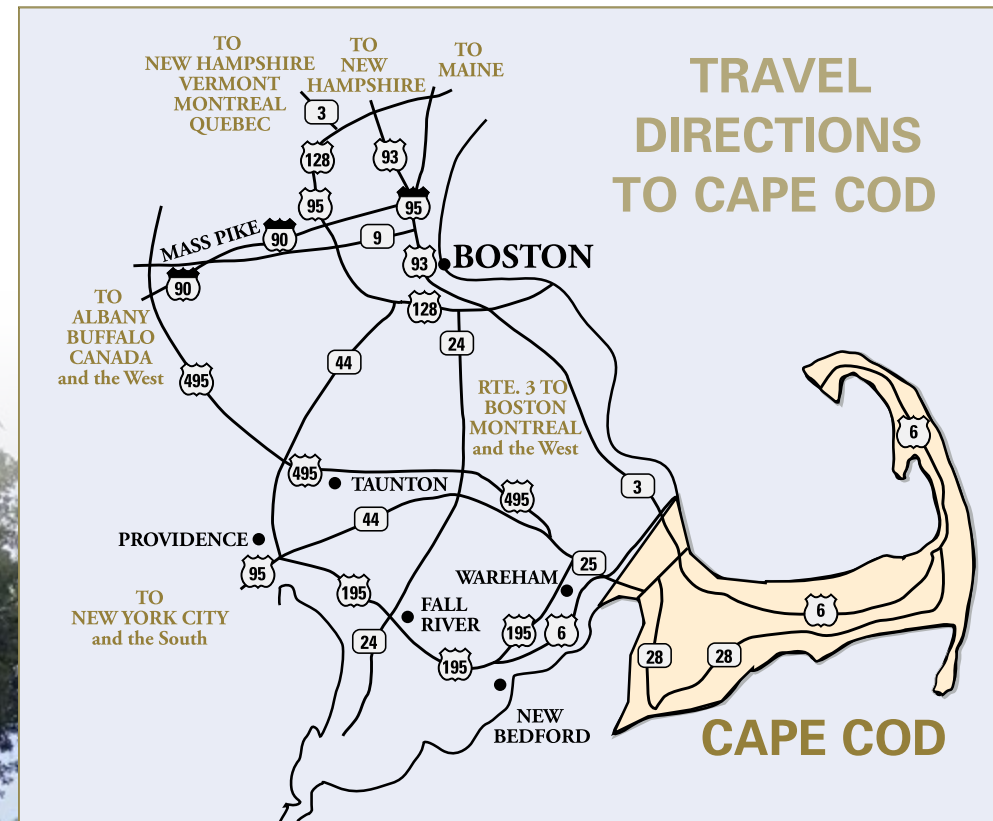 TO
NEW HAMPSHIRE
VERMONT
MONTREAL
QUEBEC
TO
NEW
HAMPSHIRE
TO
MAINE
TRAVEL
DIRECTIONS
TO CAPE COD
3
128
93
95
95
MASS PIKE
90
9
93
BOSTON
90
128
TO
ALBANY
BUFFALO
CANADA
and the West
44
24
495
RTE. 3 TO
BOSTON
MONTREAL
and the West
6
495
TAUNTON
495
3
44
PROVIDENCE
95
25
WAREHAM
195
TO
NEW YORK CITY
and the South
FALL
RIVER
24
195
6
6
195
28
28
NEW
BEDFORD
CAPE COD